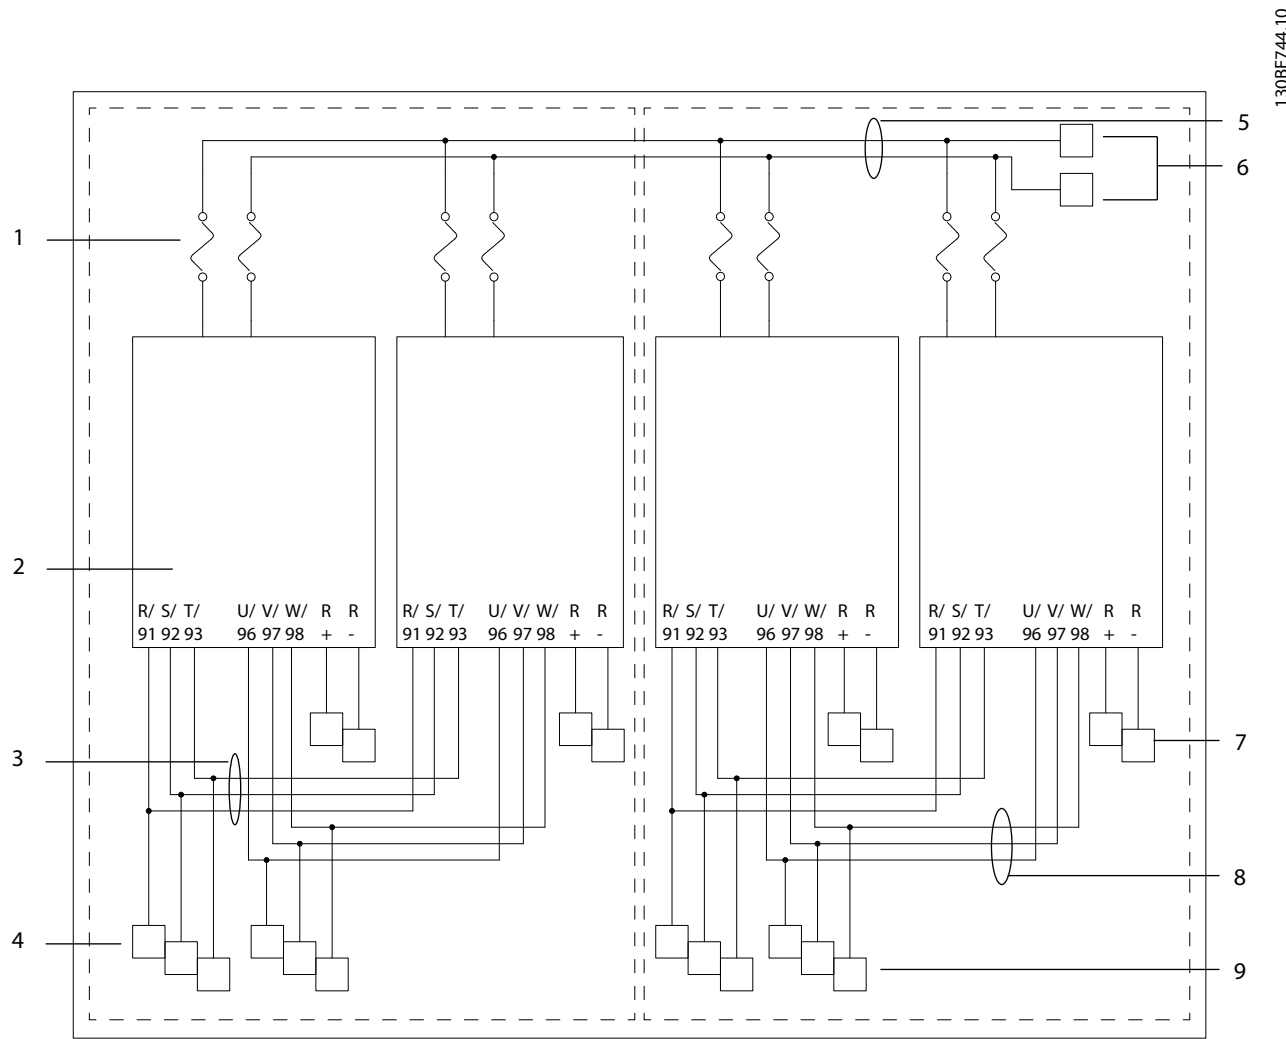 130BF744.10
5
6
1
2
R/ S/ T/ U/ V/ W/ R R
91 92 93 96 97 98 + -
R/ S/ T/ U/ V/ W/ R R
91 92 93 96 97 98 + -
R/ S/ T/ U/ V/ W/ R R
91 92 93 96 97 98 + -
R/ S/ T/ U/ V/ W/ R R
91 92 93 96 97 98 + -
3
7
8
4
9